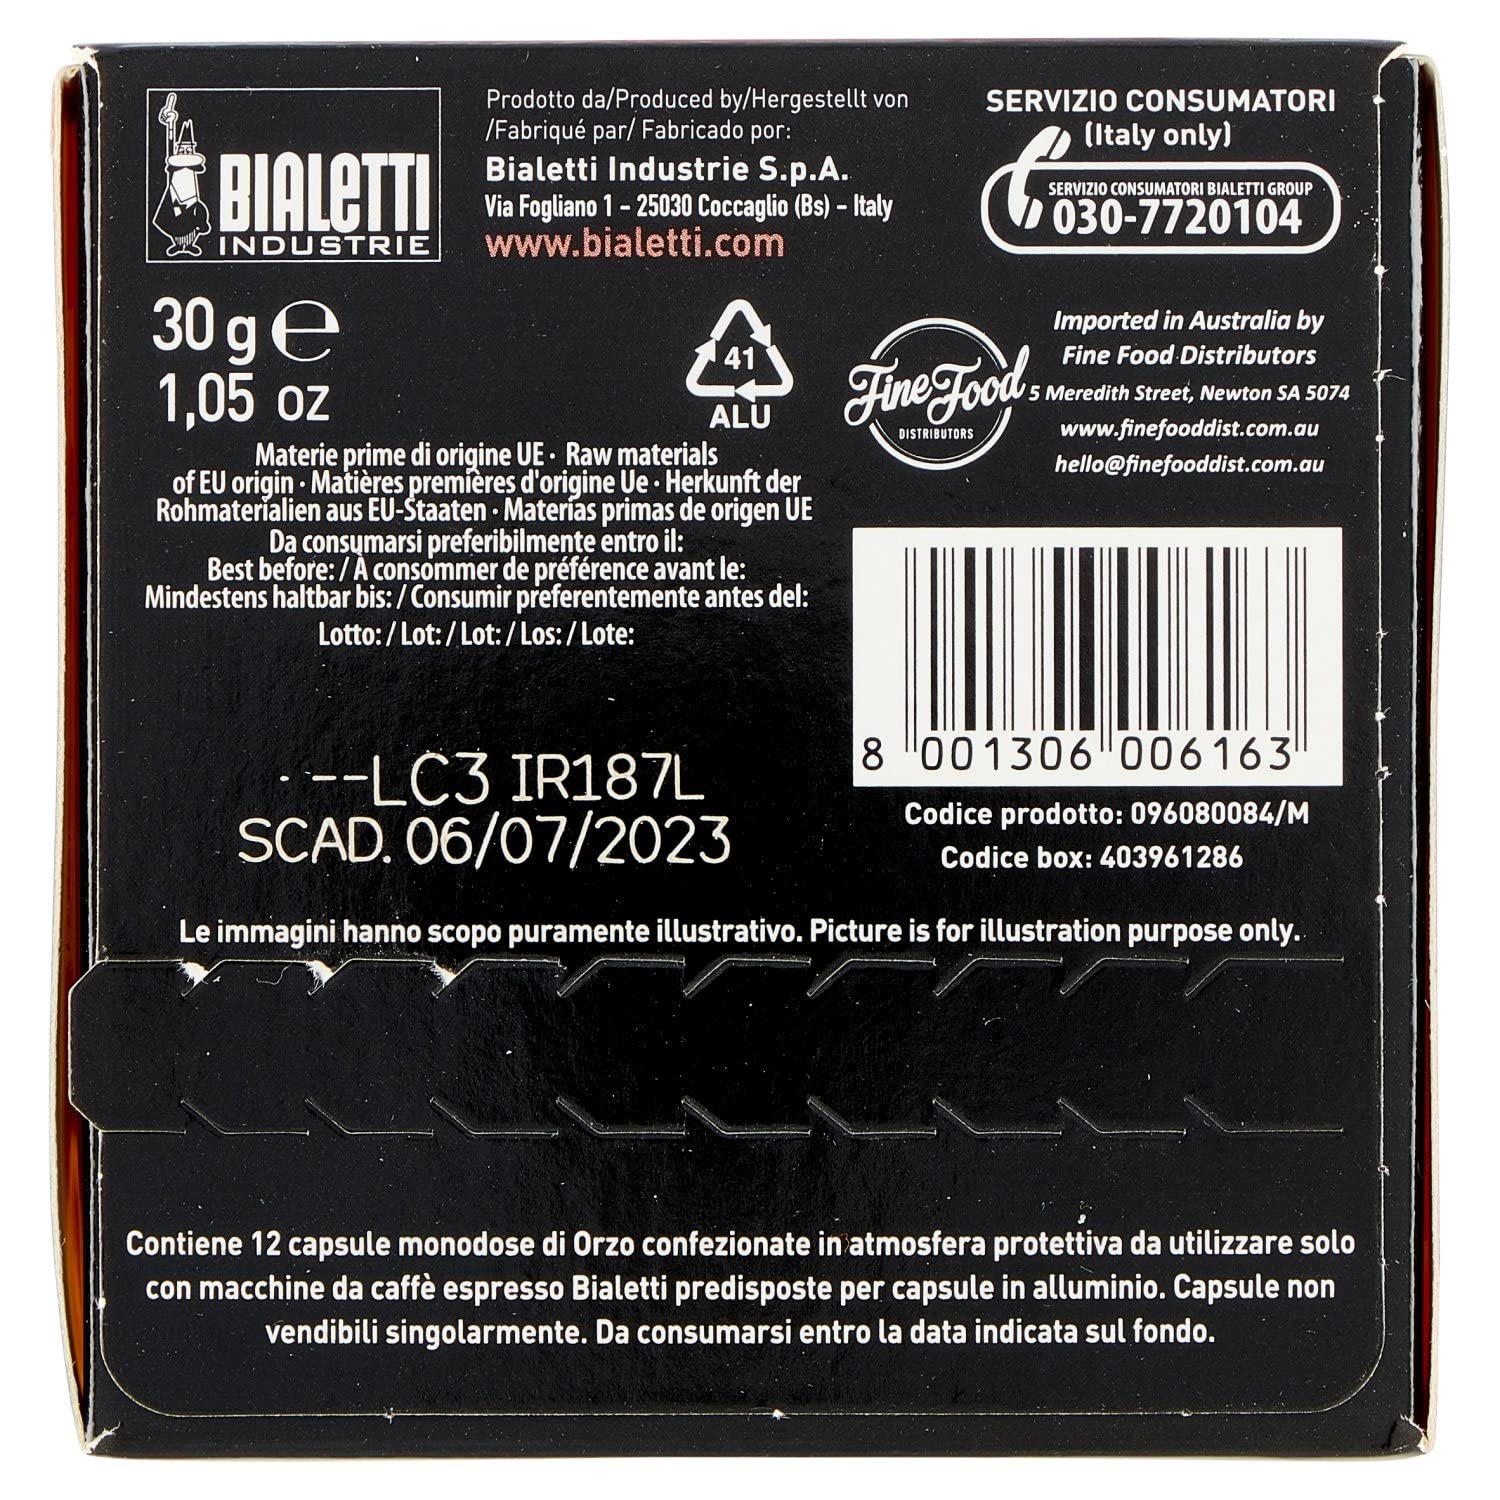 BIALETTI
INDUSTRIE
Prodotto da/Produced by/Hergestellt von
/Fabriqué par/ Fabricado por:
Bialetti Industrie S.p.A.
Via Fogliano 1 - 25030 Coccaglio (Bs) - Italy
www.bialetti.com
SERVIZIO CONSUMATORI
(Italy only)
SERVIZIO CONSUMATORI BIALETTI GROUP
030-7720104
30 g ℮
1,05 oz
41
ALU
Fine Food
DISTRIBUTORS
Imported in Australia by
Fine Food Distributors
5 Meredith Street, Newton SA 5074
www.finefooddist.com.au
hello@finefooddist.com.au
Materie prime di origine UE · Raw materials
of EU origin · Matières premières d'origine Ue · Herkunft der
Rohmaterialien aus EU-Staaten · Materias primas de origen UE
Da consumarsi preferibilmente entro il:
Best before: / À consommer de préférence avant le:
Mindestens haltbar bis: / Consumir preferentemente antes del:
Lotto: / Lot: / Lot: / Los: / Lote:
8 001306 006163
Codice prodotto: 096080084/M
Codice box: 403961286
·--LC3 IR187L
SCAD. 06/07/2023
Le immagini hanno scopo puramente illustrativo. Picture is for illustration purpose only.
Contiene 12 capsule monodose di Orzo confezionate in atmosfera protettiva da utilizzare solo
con macchine da caffè espresso Bialetti predisposte per capsule in alluminio. Capsule non
vendibili singolarmente. Da consumarsi entro la data indicata sul fondo.